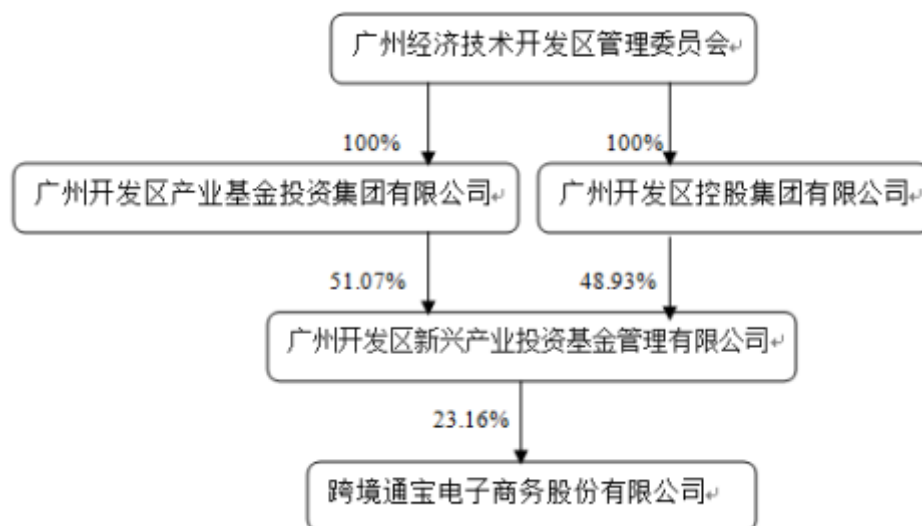 广州经济技术开发区管理委员会
100% 100%
广州开发区产业基金投资集团有限公司 广州开发区控股集团有限公司
51.07% 48.93%
广州开发区新兴产业投资基金管理有限公司
23.16%
跨境通宝电子商务股份有限公司